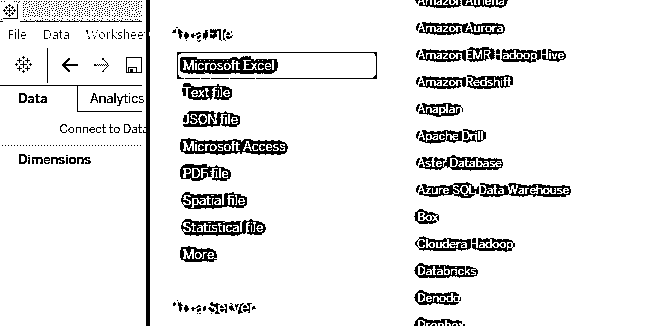 File Data Worksheet
Data Analytics
Connect to Data
Dimensions
To a File
Microsoft Excel
Text file
JSON file
Microsoft Access
PDF file
Spatial file
Statistical file
More
To a Server
Amazon Athena
Amazon Aurora
Amazon EMR Hadoop Hive
Amazon Redshift
Anaplan
Apache Drill
Aster Database
Azure SQL Data Warehouse
Box
Cloudera Hadoop
Databricks
Denodo
Dropbox